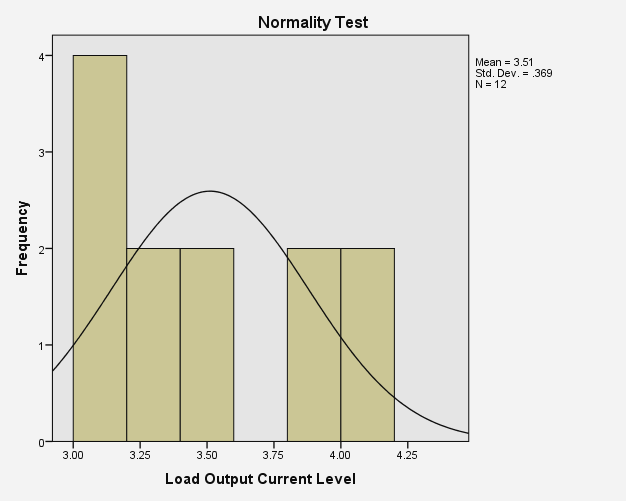 Normality Test
Mean = 3.51
Std. Dev. = .369
N = 12
Frequency
4
3
2
1
0
3.00 3.25 3.50 3.75 4.00 4.25
Load Output Current Level